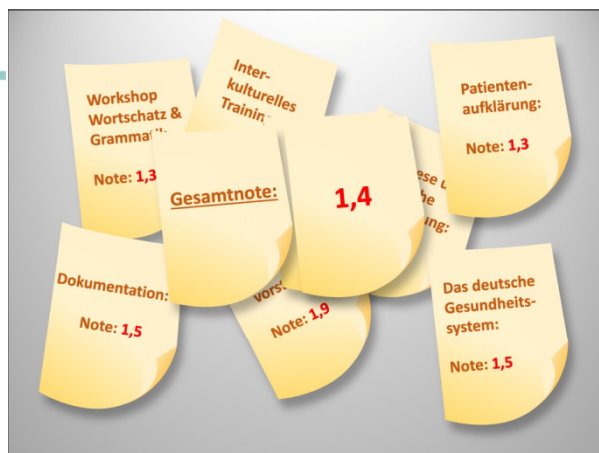 Workshop
Wortschatz &
Note: 1,3
Inter-
kulturelles
Training
Patienten-
aufklärung:
Note: 1,3
Gesamtnote:
1,4
Dokumentation:
Note: 1,5
Note: 1,9
Das deutsche
Gesundheits-
system:
Note: 1,5